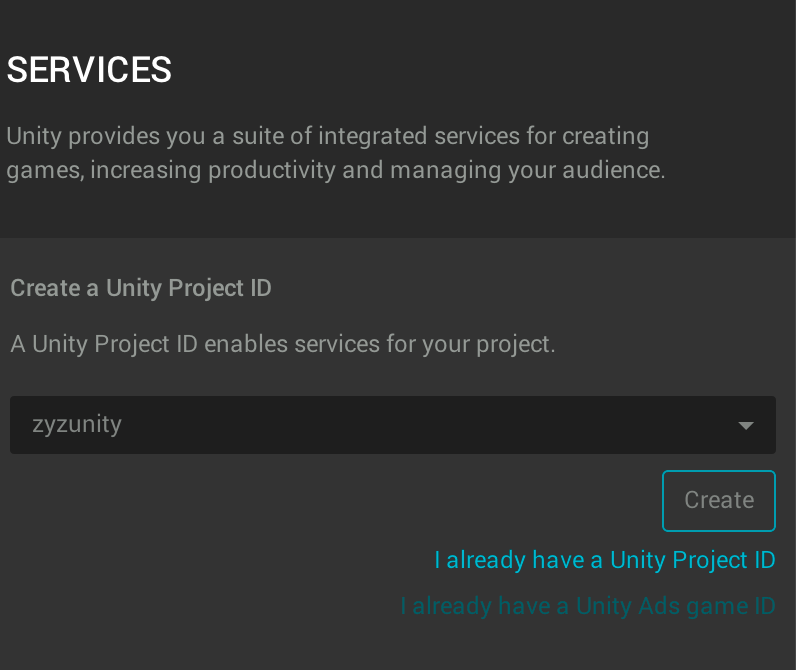 SERVICES
Unity provides you a suite of integrated services for creating
games, increasing productivity and managing your audience.
Create a Unity Project ID
A Unity Project ID enables services for your project.
zyzunity
Create
I already have a Unity Project ID
I already have a Unity Ads game ID